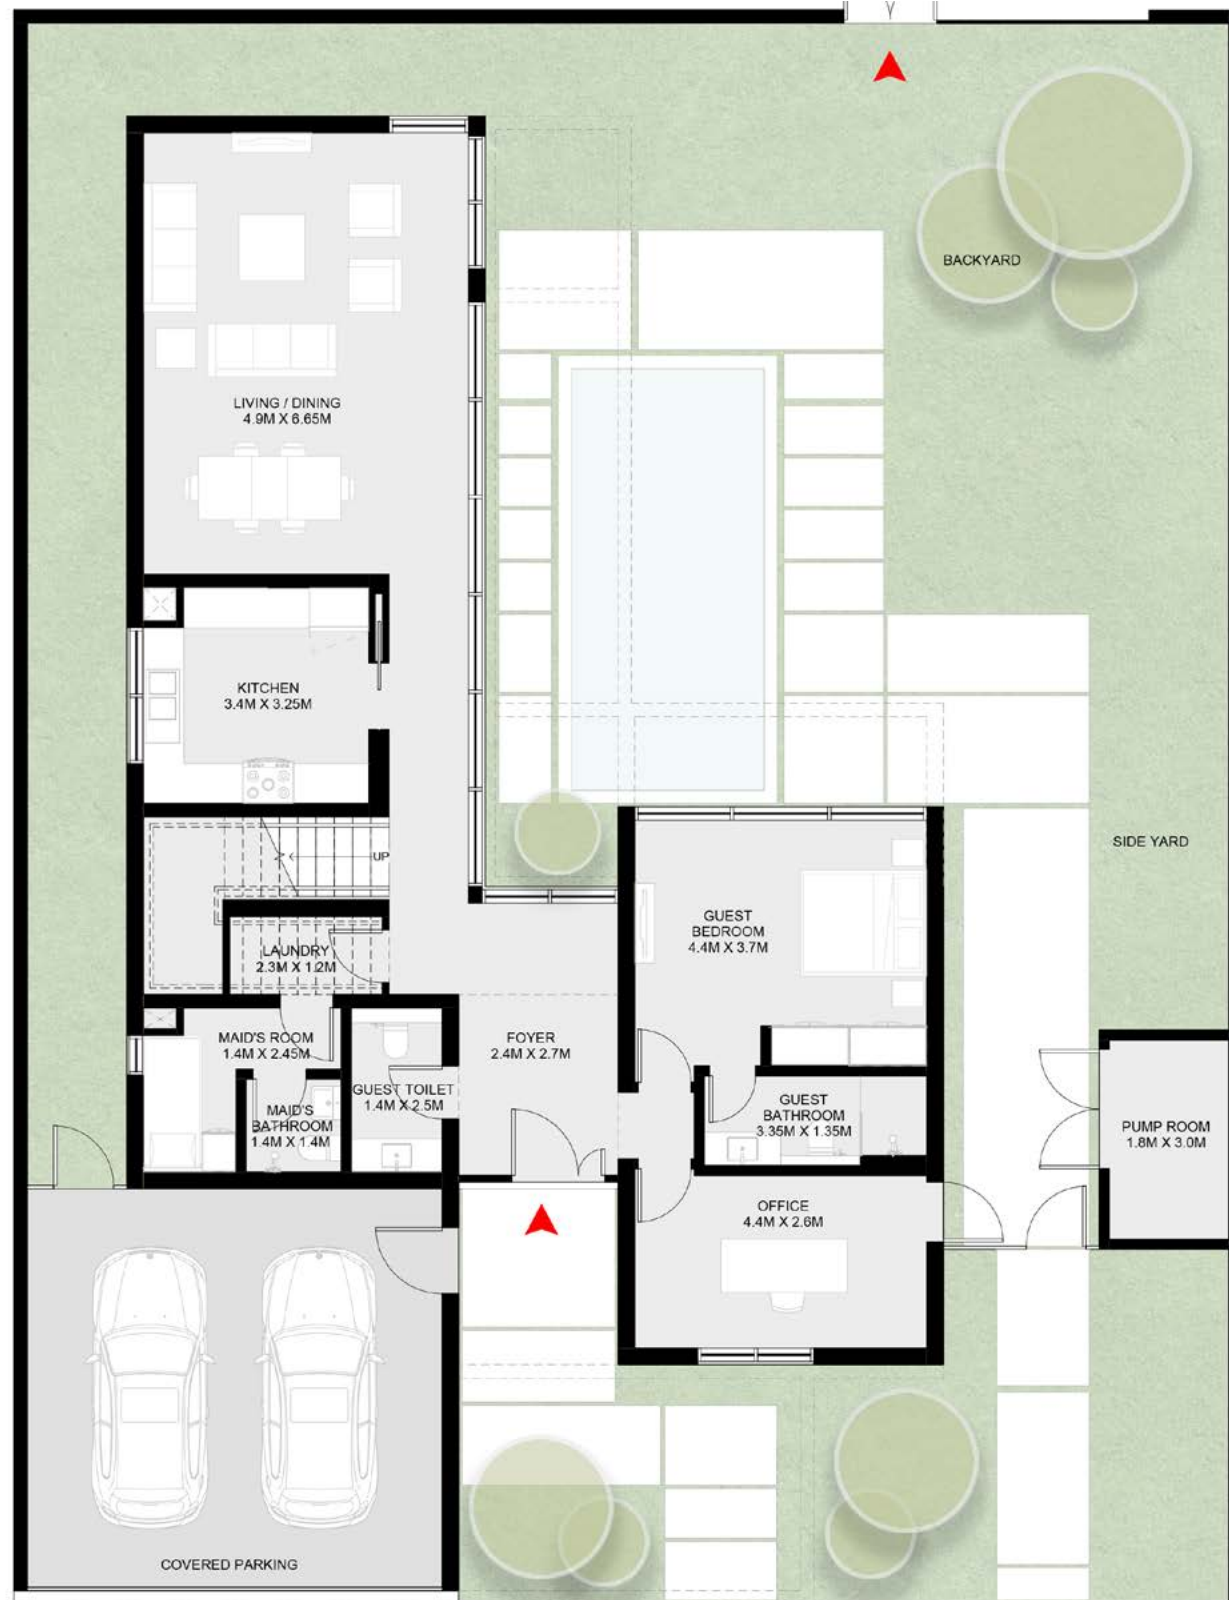 BACKYARD
LIVING / DINING
4.9M X 6.65M
KITCHEN
3.4M X 3.25M
UP
SIDE YARD
GUEST
BEDROOM
4.4M X 3.7M
LAUNDRY
2.3M X 1.2M
MAID'S ROOM
1.4M X 2.45M
FOYER
2.4M X 2.7M
GUEST TOILET
1.4M X 2.5M
MAID'S
BATHROOM
1.4M X 1.4M
GUEST
BATHROOM
3.35M X 1.35M
PUMP ROOM
1.8M X 3.0M
OFFICE
4.4M X 2.6M
COVERED PARKING